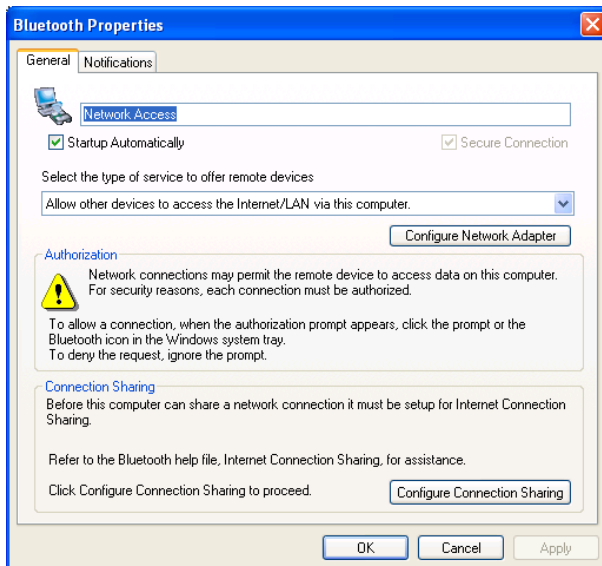 Bluetooth Properties
General Notifications
Network Access
Startup Automatically Secure Connection
Select the type of service to offer remote devices
Allow other devices to access the Internet/LAN via this computer.
Configure Network Adapter
Authorization
Network connections may permit the remote device to access data on this computer.
For security reasons, each connection must be authorized.
To allow a connection, when the authorization prompt appears, click the prompt or the
Bluetooth icon in the Windows system tray.
To deny the request, ignore the prompt.
Connection Sharing
Before this computer can share a network connection it must be setup for Internet Connection
Sharing.
Refer to the Bluetooth help file, Internet Connection Sharing, for assistance.
Click Configure Connection Sharing to proceed. Configure Connection Sharing
OK Cancel Apply